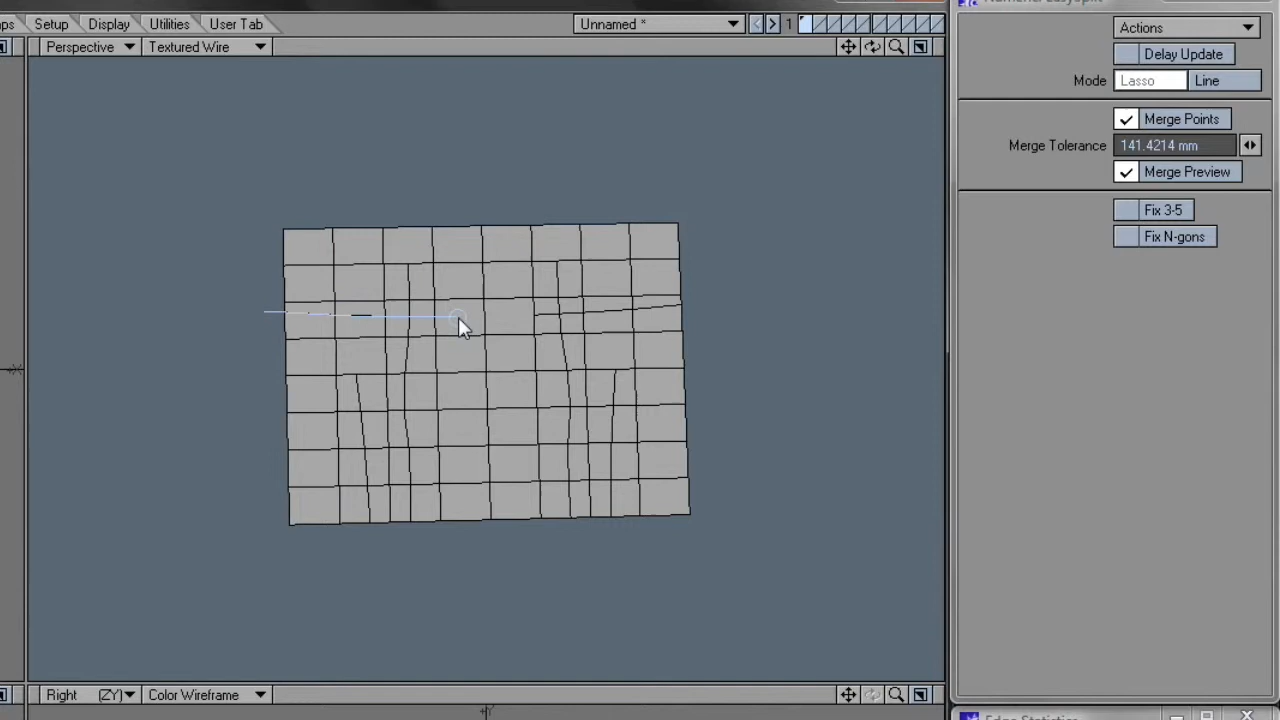 Setup Display Utilities User Tab Unnamed * 1
Perspective Textured Wire
Actions
Delay Update
Mode Lasso Line
Merge Points
Merge Tolerance 141.4214 mm
Merge Preview
Fix 3-5
Fix N-gons
Right (ZY) Color Wireframe